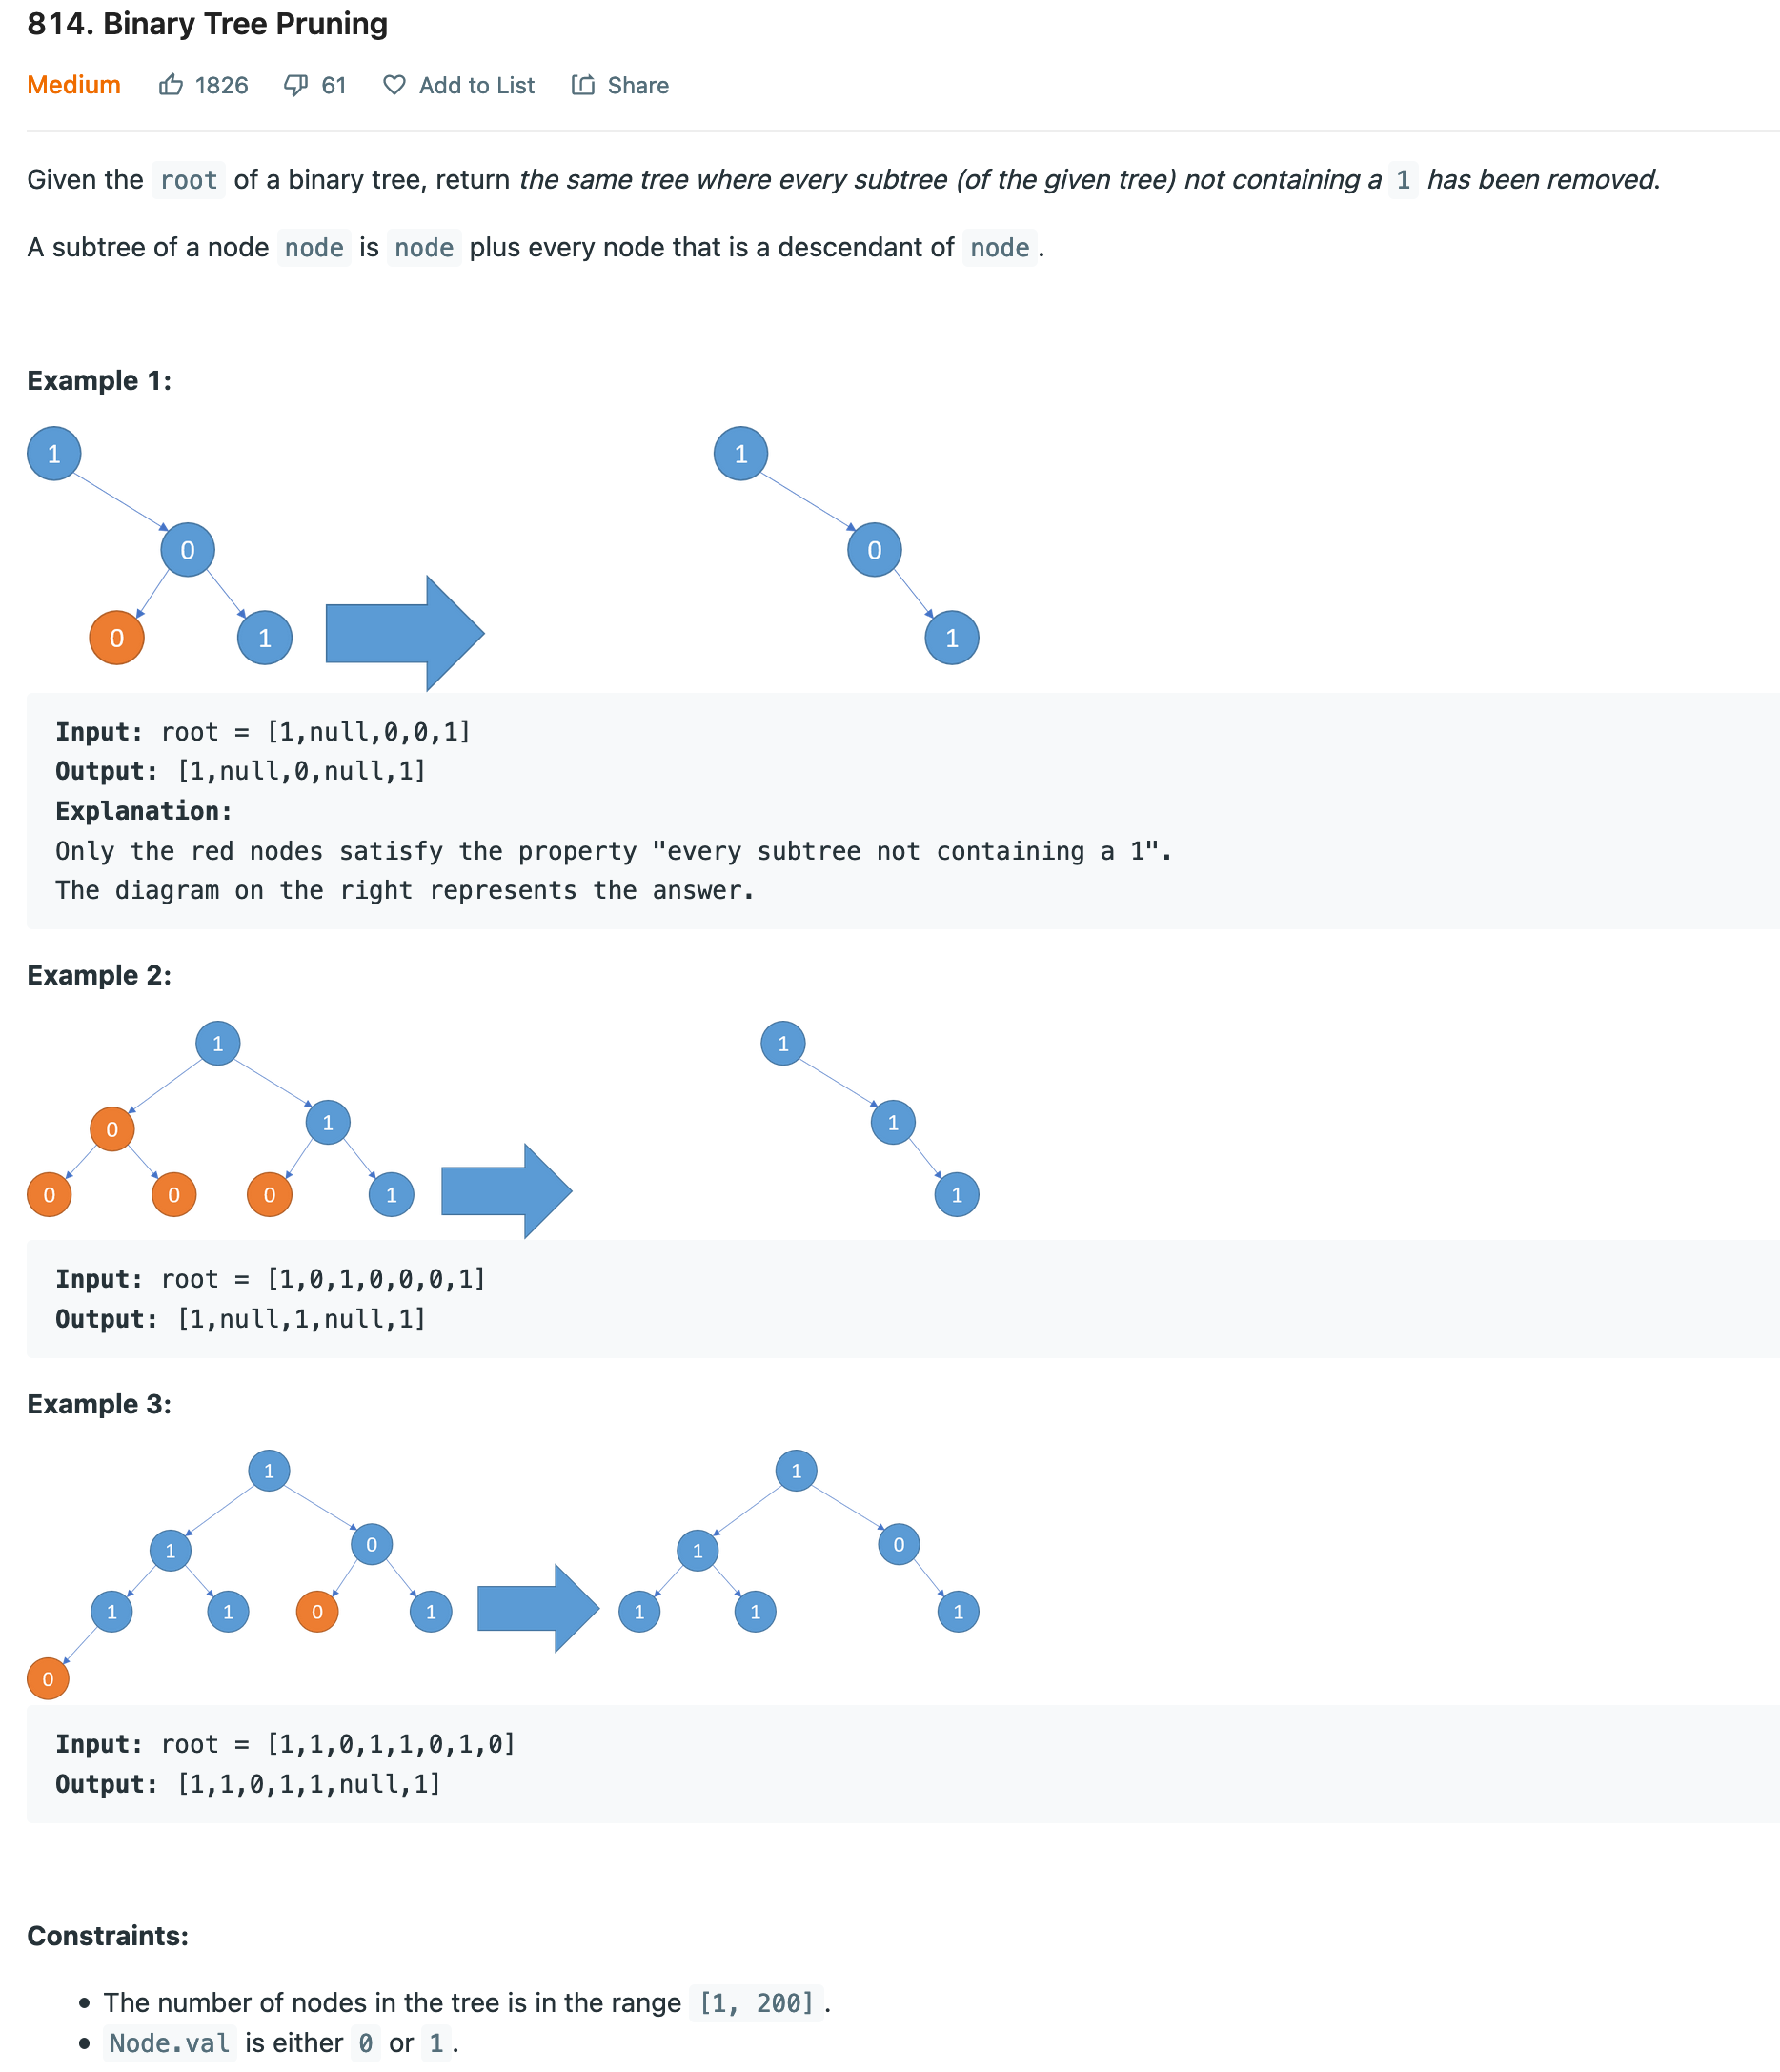 814. Binary Tree Pruning
Medium 1826 61 Add to List Share
Given the root of a binary tree, return the same tree where every subtree (of the given tree) not containing a 1 has been removed.
A subtree of a node node is node plus every node that is a descendant of node.
Example 1:
1 1
0 0
0 1 1
Input: root = [1,null,0,0,1]
Output: [1,null,0,null,1]
Explanation:
Only the red nodes satisfy the property "every subtree not containing a 1".
The diagram on the right represents the answer.
Example 2:
1 1
0 1 1
0 0 0 1 1
Input: root = [1,0,1,0,0,0,1]
Output: [1,null,1,null,1]
Example 3:
1 1
1 0 1 0
1 1 0 1 1 1 1
0
Input: root = [1,1,0,1,1,0,1,0]
Output: [1,1,0,1,1,null,1]
Constraints:
• The number of nodes in the tree is in the range [1, 200].
• Node.val is either 0 or 1.